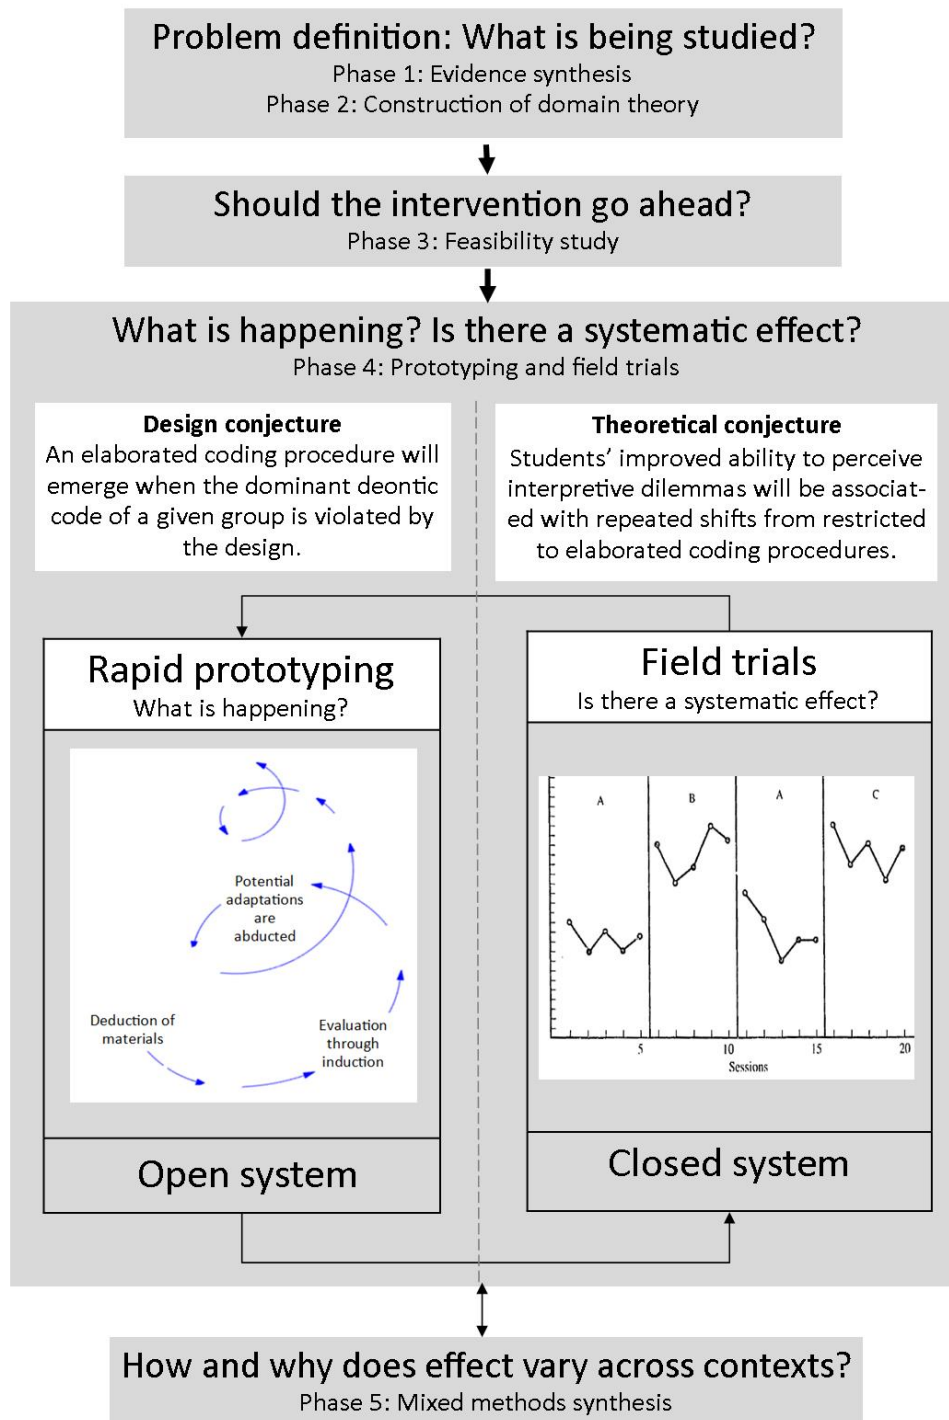 Problem definition: What is being studied?
Phase 1: Evidence synthesis
Phase 2: Construction of domain theory
Should the intervention go ahead?
Phase 3: Feasibility study
What is happening? Is there a systematic effect?
Phase 4: Prototyping and field trials
Design conjecture
An elaborated coding procedure will
emerge when the dominant deontic
code of a given group is violated by
the design.
Theoretical conjecture
Students’ improved ability to perceive
interpretive dilemmas will be associat-
ed with repeated shifts from restricted
to elaborated coding procedures.
Rapid prototyping
What is happening?
Potential
adaptations
are
abducted
Deduction of
materials
Evaluation
through
induction
Open system
Field trials
Is there a systematic effect?
A
B
A
C
5
10
15
20
Sessions
Closed system
How and why does effect vary across contexts?
Phase 5: Mixed methods synthesis